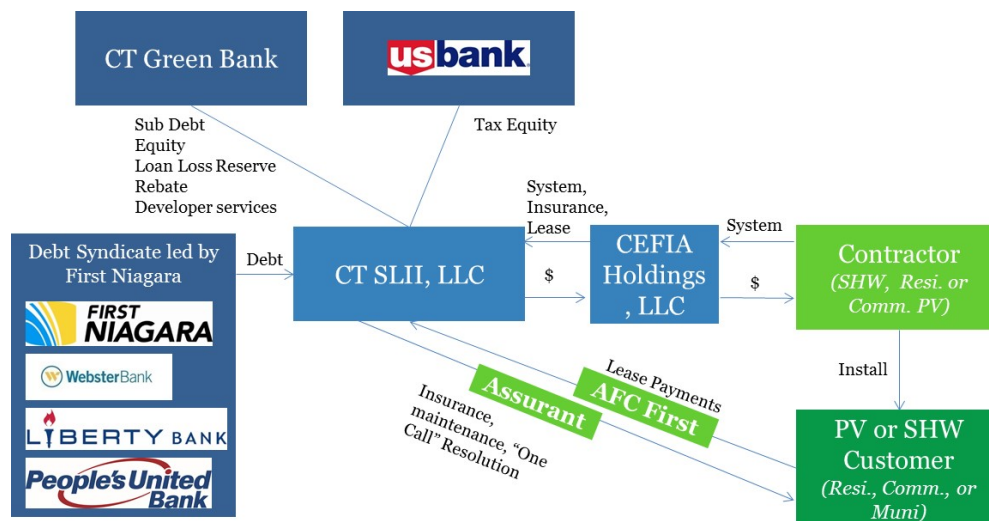 CT Green Bank
usbank
Sub Debt
Equity
Loan Loss Reserve
Rebate
Developer services
Tax Equity
System,
Insurance,
Lease
System
Debt Syndicate led by
First Niagara
Debt
CT SLII, LLC
$
CEFIA
Holdings
, LLC
$
Contractor
(SHW, Resi. or
Comm. PV)
FIRST
NIAGARA
WebsterBank
LIBERTY BANK
People's United
Bank
Install
Lease Payments
AFC First
Assurant
Insurance,
maintenance, “One
Call” Resolution
PV or SHW
Customer
(Resi., Comm., or
Muni)